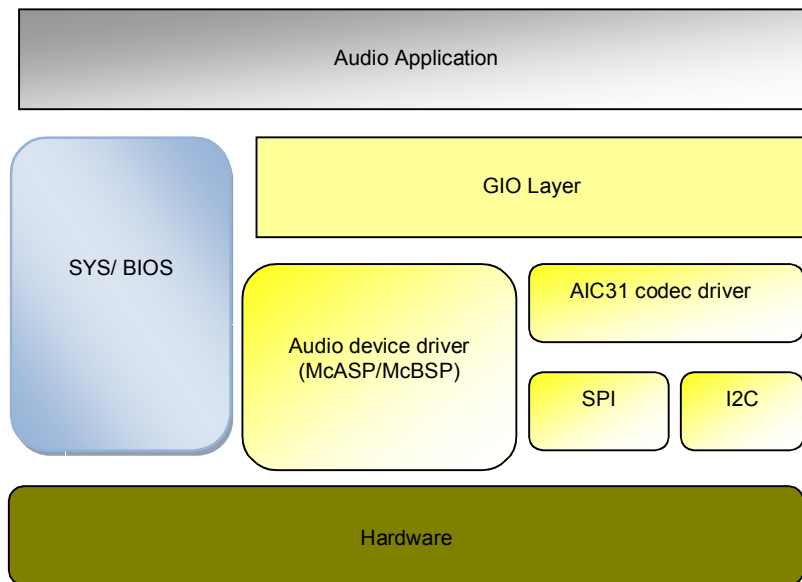 Audio Application
GIO Layer
SYS/ BIOS
AIC31 codec driver
Audio device driver
(McASP/McBSP)
SPI
I2C
Hardware